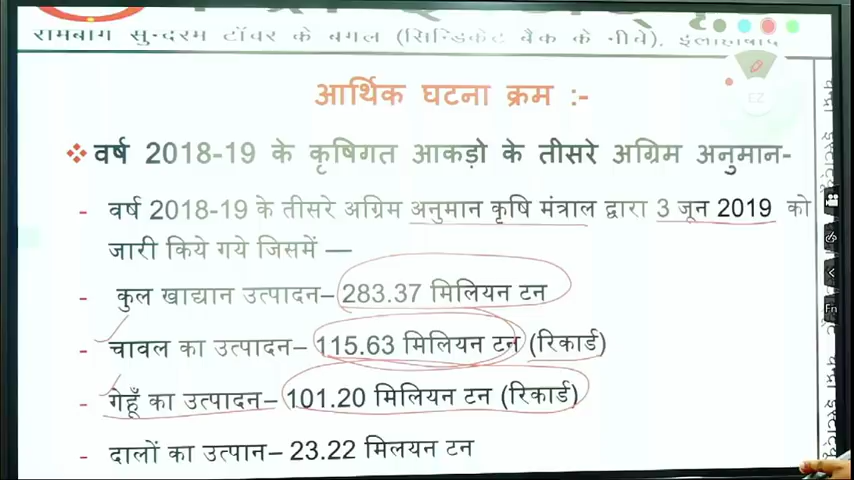 रामबाग सुन्दरम टॉवर के बगल (सिन्डिकेट बैक के नीचे), इलाहाबाद
आर्थिक घटना क्रम :-
❖ वर्ष 2018-19 के कृषिगत आकड़ो के तीसरे अग्रिम अनुमान-
- वर्ष 2018-19 के तीसरे अग्रिम अनुमान कृषि मंत्राल द्वारा 3 जून 2019 को
जारी किये गये जिसमें —
- कुल खाद्यान उत्पादन– 283.37 मिलियन टन
- चावल का उत्पादन– 115.63 मिलियन टन (रिकार्ड)
- गेहूँ का उत्पादन– 101.20 मिलियन टन (रिकार्ड)
- दालों का उत्पान– 23.22 मिलयन टन
Fn